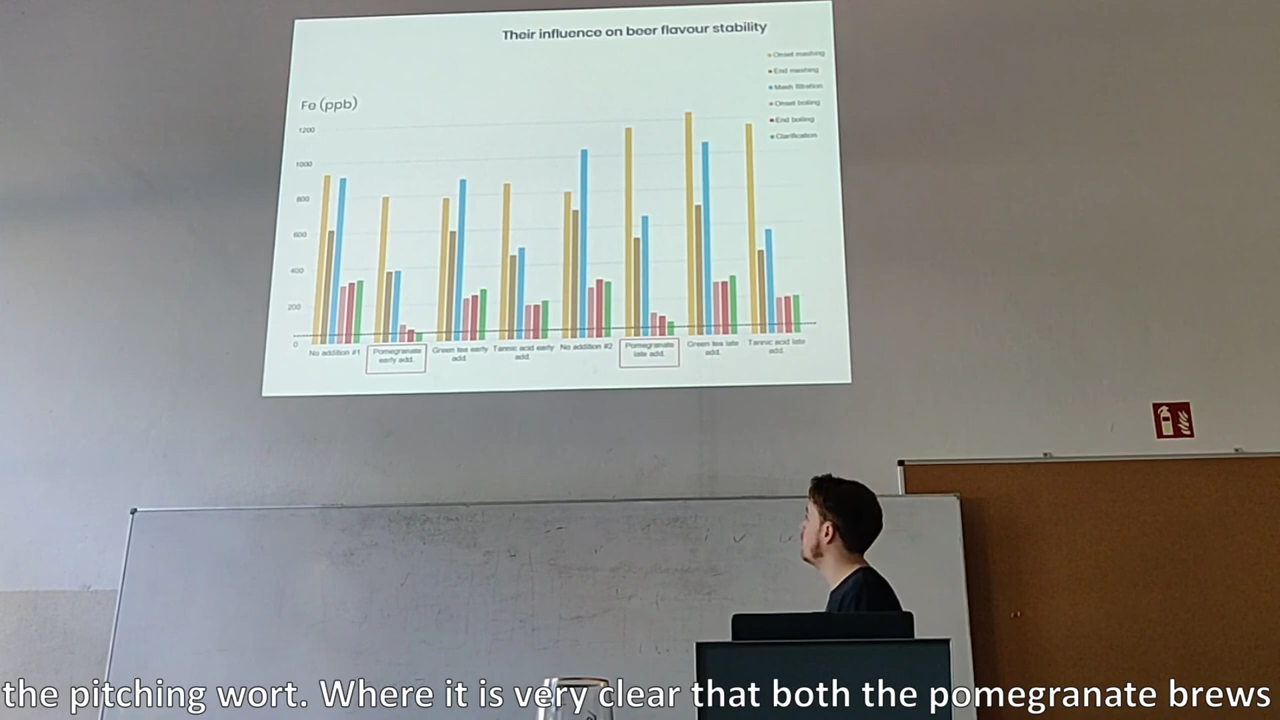 Their influence on beer flavour stability
Onset mashing
End mashing
Mash filtration
Onset boiling
End boiling
Clarification
Fe (ppb)
1200
1000
800
600
400
200
0
No addition #1
Pomegranate early add.
Green tea early add.
Tannic acid early add.
No addition #2
Pomegranate late add.
Green tea late add.
Tannic acid late add.
the pitching wort. Where it is very clear that both the pomegranate brews